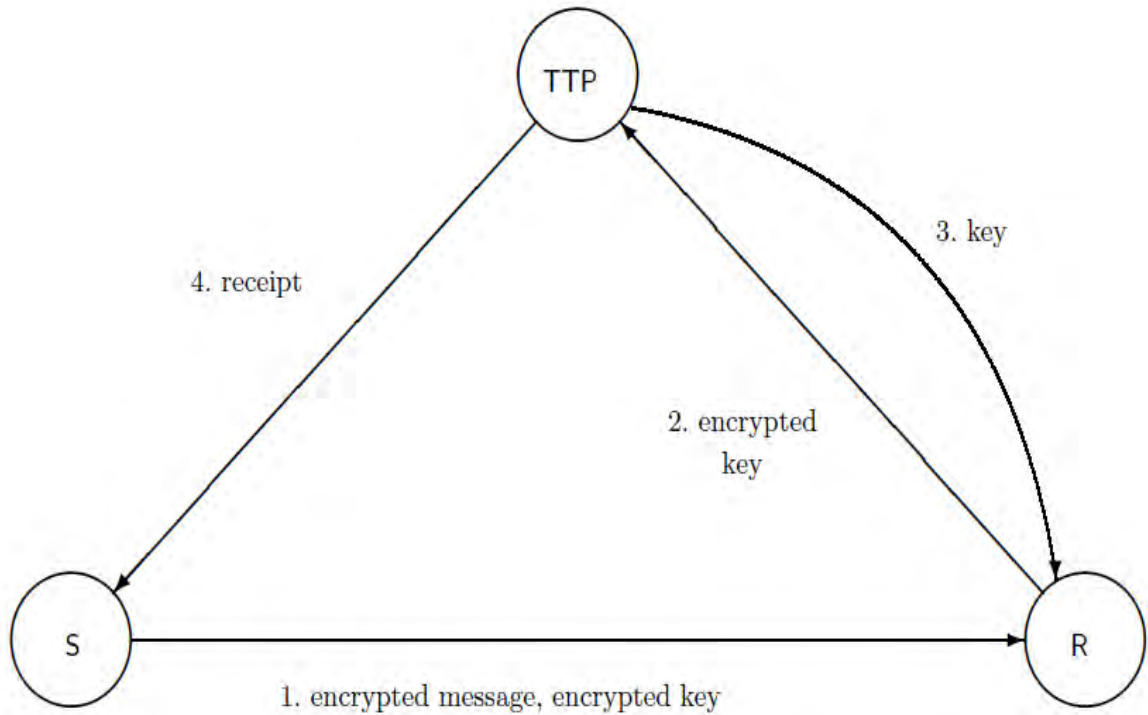 TTP
3. key
4. receipt
2. encrypted
key
S
R
1. encrypted message, encrypted key